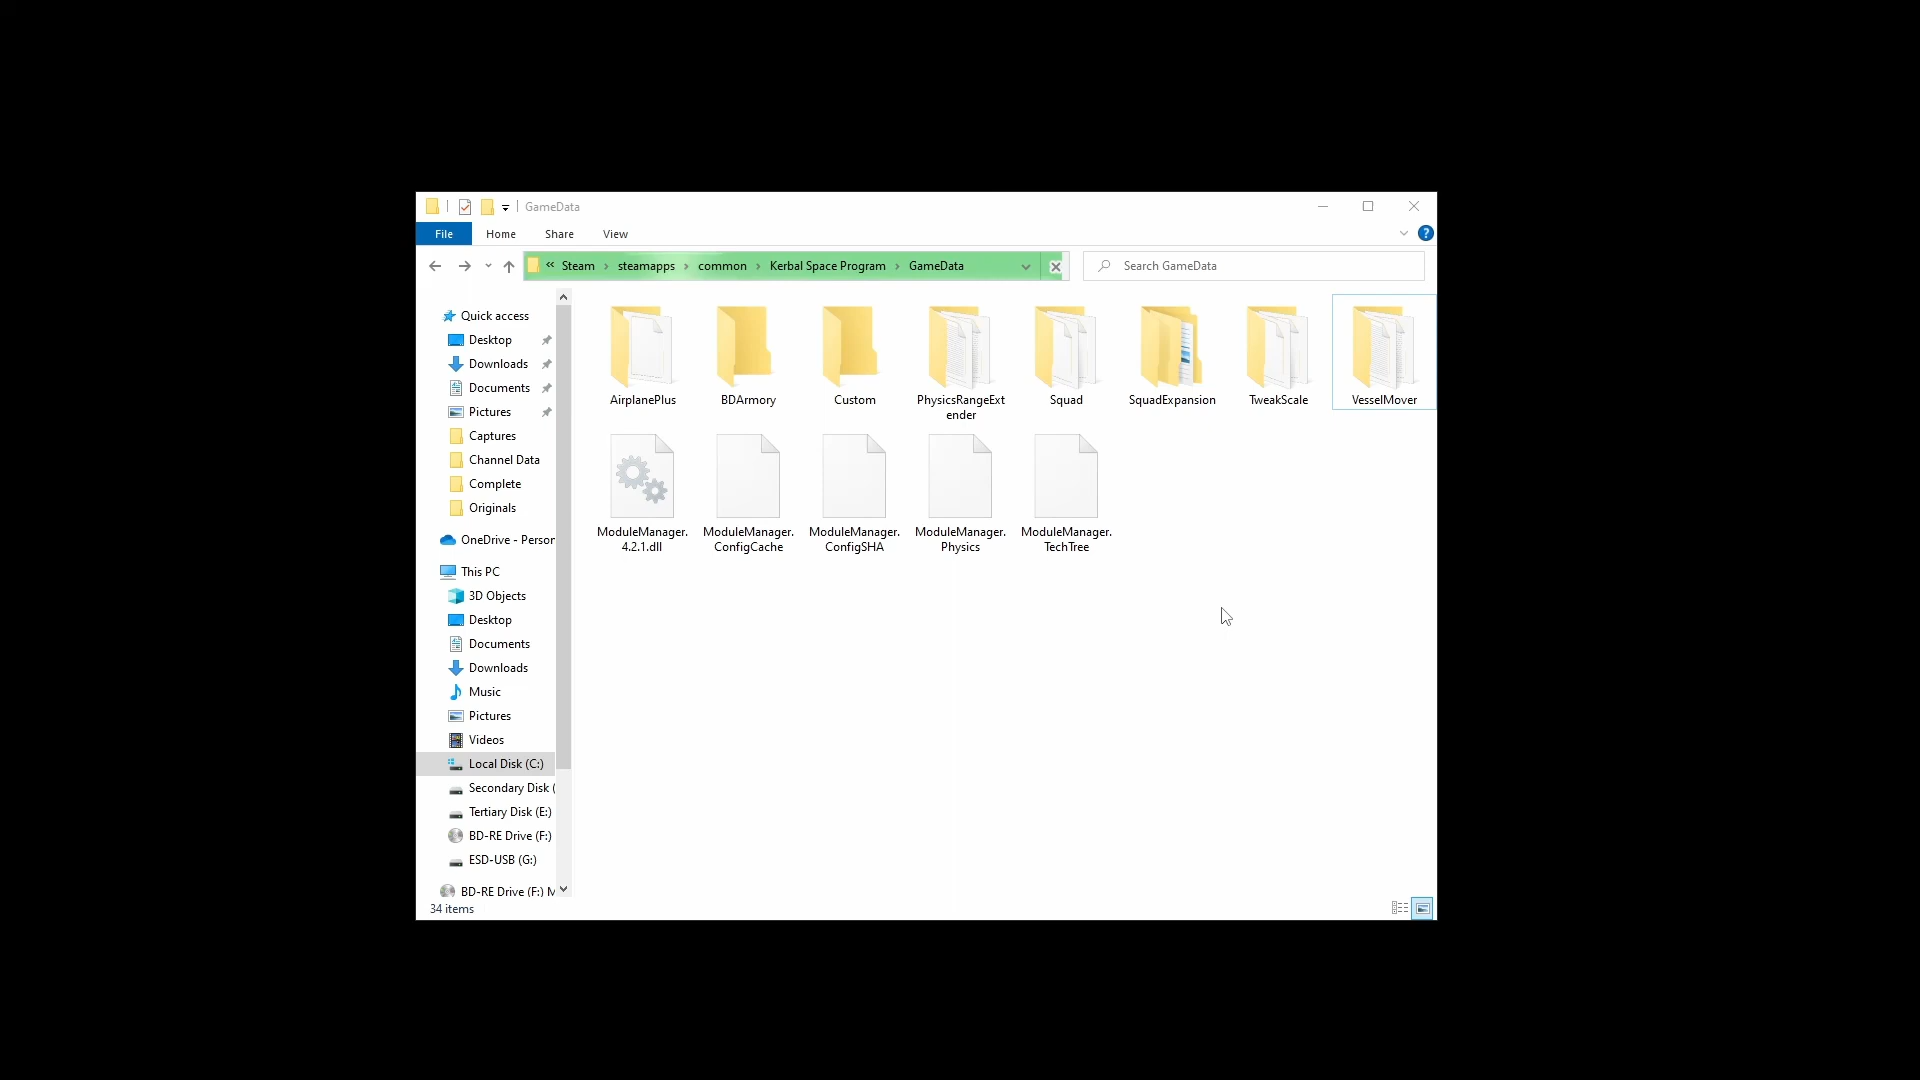 GameData
File
Home
Share
View
?
« Steam › steamapps › common › Kerbal Space Program › GameData
Search GameData
Quick access
Desktop
Downloads
Documents
Pictures
Captures
Channel Data
Complete
Originals
OneDrive - Person
This PC
3D Objects
Desktop
Documents
Downloads
Music
Pictures
Videos
Local Disk (C:)
Secondary Disk (
Tertiary Disk (E:)
BD-RE Drive (F:)
ESD-USB (G:)
BD-RE Drive (F:) M
AirplanePlus
BDArmory
Custom
PhysicsRangeExt
ender
Squad
SquadExpansion
TweakScale
VesselMover
ModuleManager.
4.2.1.dll
ModuleManager.
ConfigCache
ModuleManager.
ConfigSHA
ModuleManager.
Physics
ModuleManager.
TechTree
34 items